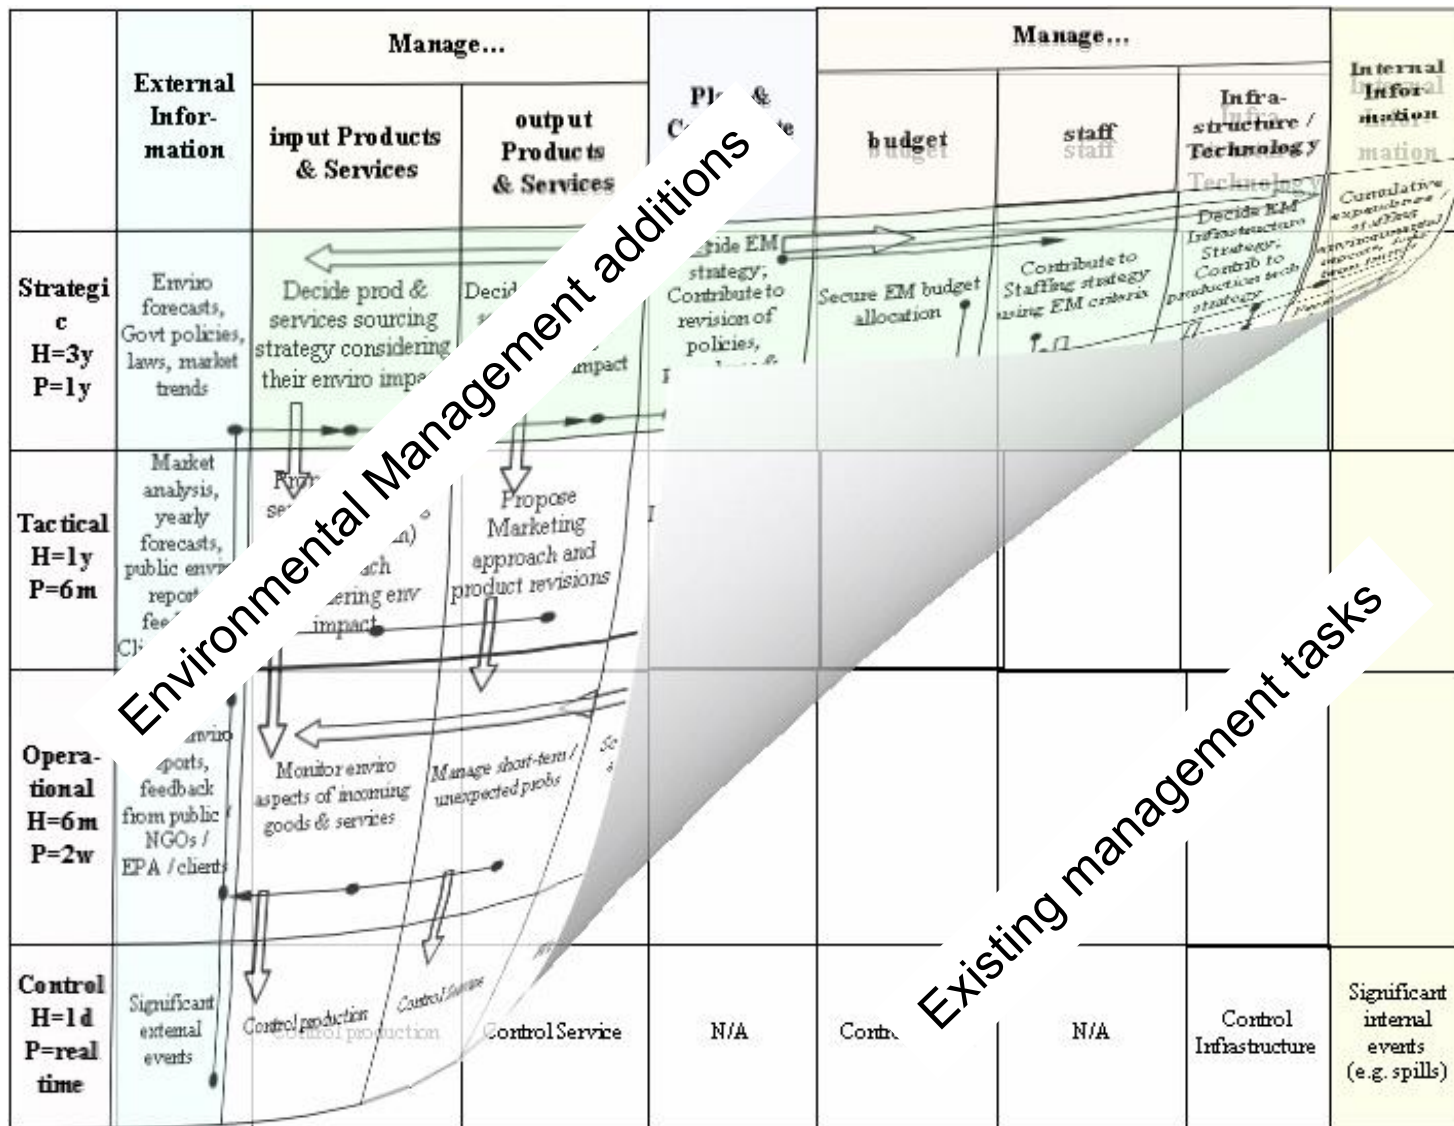 External
Infor-
mation
Manage...
input Products
& Services
output
Products
& Services
&
Manage...
budget
staff
Infra-
structure /
Technology
Internal
Infor-
mation
Strategi
c
H=3y
P=1y
Enviro
forecasts,
Govt policies,
laws, market
trends
Decide prod &
services sourcing
strategy considering
their enviro
impact
EM
strategy;
Contribute to
revision of
policies,
Secure EM budget
allocation
Contribute to
Staffing strategy
using EM criteria
Decide EM
Infrastructure
Strategy;
Contrib to
production tech
strategy
Cumulative
Tactical
H=1y
P=6m
Market
analysis,
yearly
forecasts,
public
env
impact
Propose
Marketing
approach and
product revisions
Opera-
tional
H=6m
P=2w
feedback
from public /
NGOs /
EPA / clients
Monitor enviro
aspects of incoming
goods & services
Manage short-term /
unexpected probs
Control
H=1d
P=real
time
Significant
external
events
Control production
Control Service
Control Service
N/A
N/A
Control
Infrastructure
Significant
internal
events
(e.g. spills)
Environmental Management additions
Existing management tasks